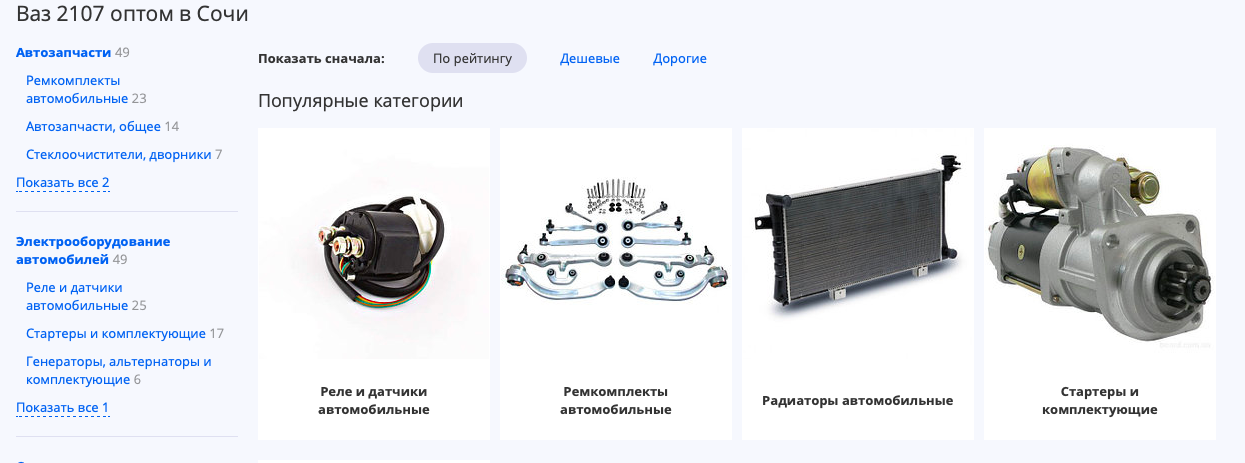 Ваз 2107 оптом в Сочи
Автозапчасти 49
Ремкомплекты
автомобильные 23
Автозапчасти, общее 14
Стеклоочистители, дворники 7
Показать все 2
Электрооборудование
автомобилей 49
Реле и датчики
автомобильные 25
Стартеры и комплектующие 17
Генераторы, альтернаторы и
комплектующие 6
Показать все 1
Показать сначала:
По рейтингу
Дешевые
Дорогие
Популярные категории
Реле и датчики
автомобильные
Ремкомплекты
автомобильные
Радиаторы автомобильные
Стартеры и
комплектующие